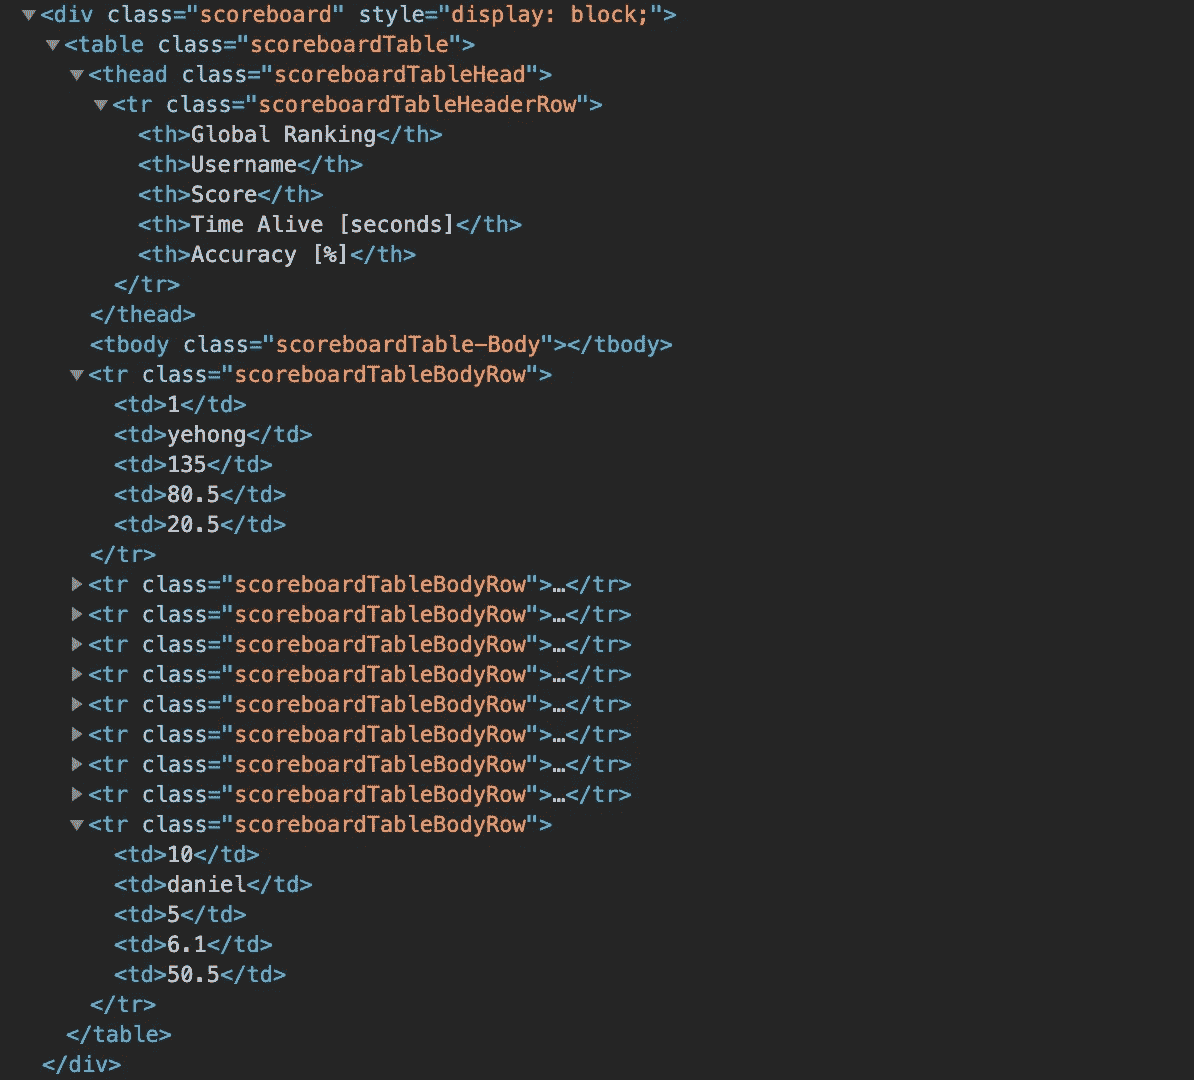 ▼<div class="scoreboard" style="display: block;">
▼<table class="scoreboardTable">
▼<thead class="scoreboardTableHead">
▼<tr class="scoreboardTableHeaderRow">
<th>Global Ranking</th>
<th>Username</th>
<th>Score</th>
<th>Time Alive [seconds]</th>
<th>Accuracy [%]</th>
</tr>
</thead>
<tbody class="scoreboardTable-Body"></tbody>
▼<tr class="scoreboardTableBodyRow">
<td>1</td>
<td>yehong</td>
<td>135</td>
<td>80.5</td>
<td>20.5</td>
</tr>
▶<tr class="scoreboardTableBodyRow">…</tr>
▶<tr class="scoreboardTableBodyRow">…</tr>
▶<tr class="scoreboardTableBodyRow">…</tr>
▶<tr class="scoreboardTableBodyRow">…</tr>
▶<tr class="scoreboardTableBodyRow">…</tr>
▶<tr class="scoreboardTableBodyRow">…</tr>
▶<tr class="scoreboardTableBodyRow">…</tr>
▶<tr class="scoreboardTableBodyRow">…</tr>
▼<tr class="scoreboardTableBodyRow">
<td>10</td>
<td>daniel</td>
<td>5</td>
<td>6.1</td>
<td>50.5</td>
</tr>
</table>
</div>